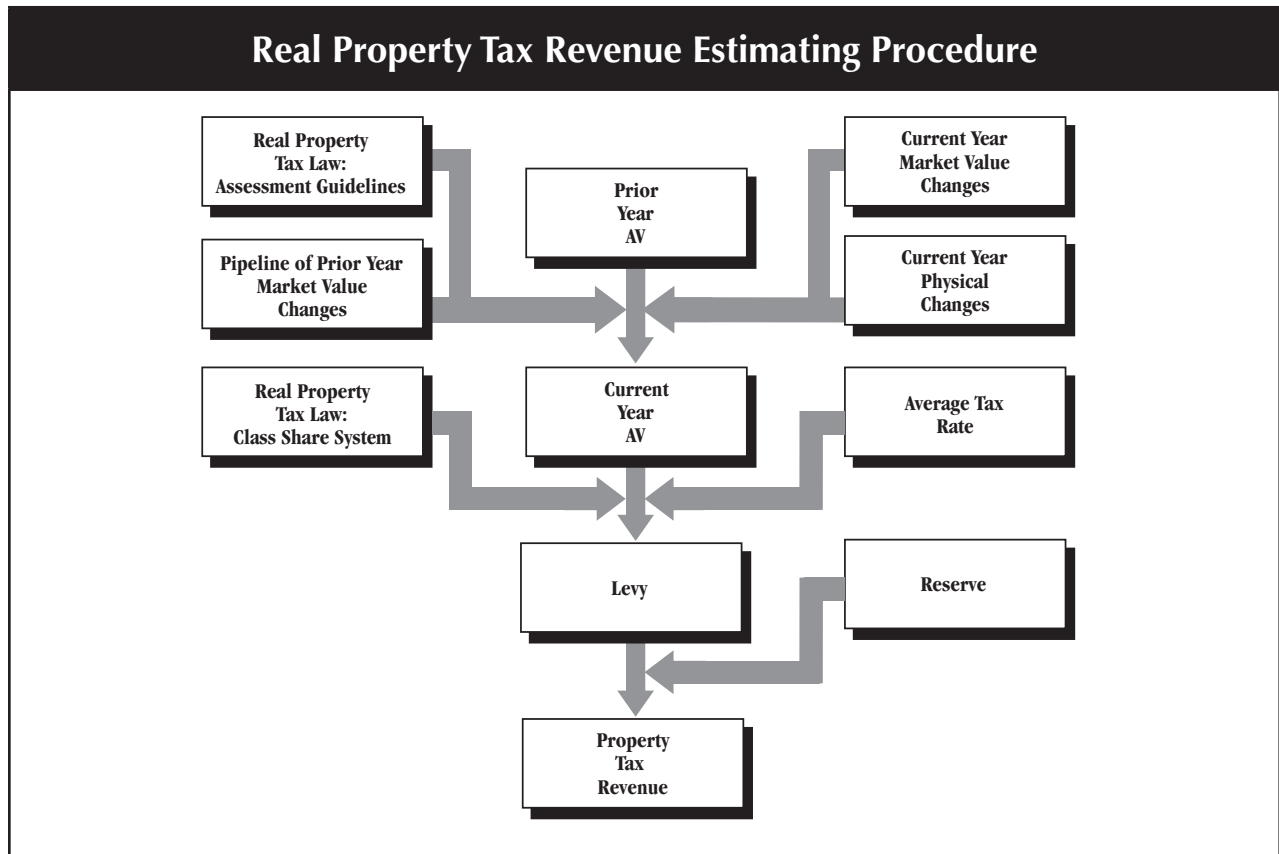 Real Property Tax Revenue Estimating Procedure
Real Property
Tax Law:
Assessment Guidelines
Prior
Year
AV
Current Year
Market Value
Changes
Pipeline of Prior Year
Market Value
Changes
Current Year
Physical
Changes
Real Property
Tax Law:
Class Share System
Current
Year
AV
Average Tax
Rate
Levy
Reserve
Property
Tax
Revenue